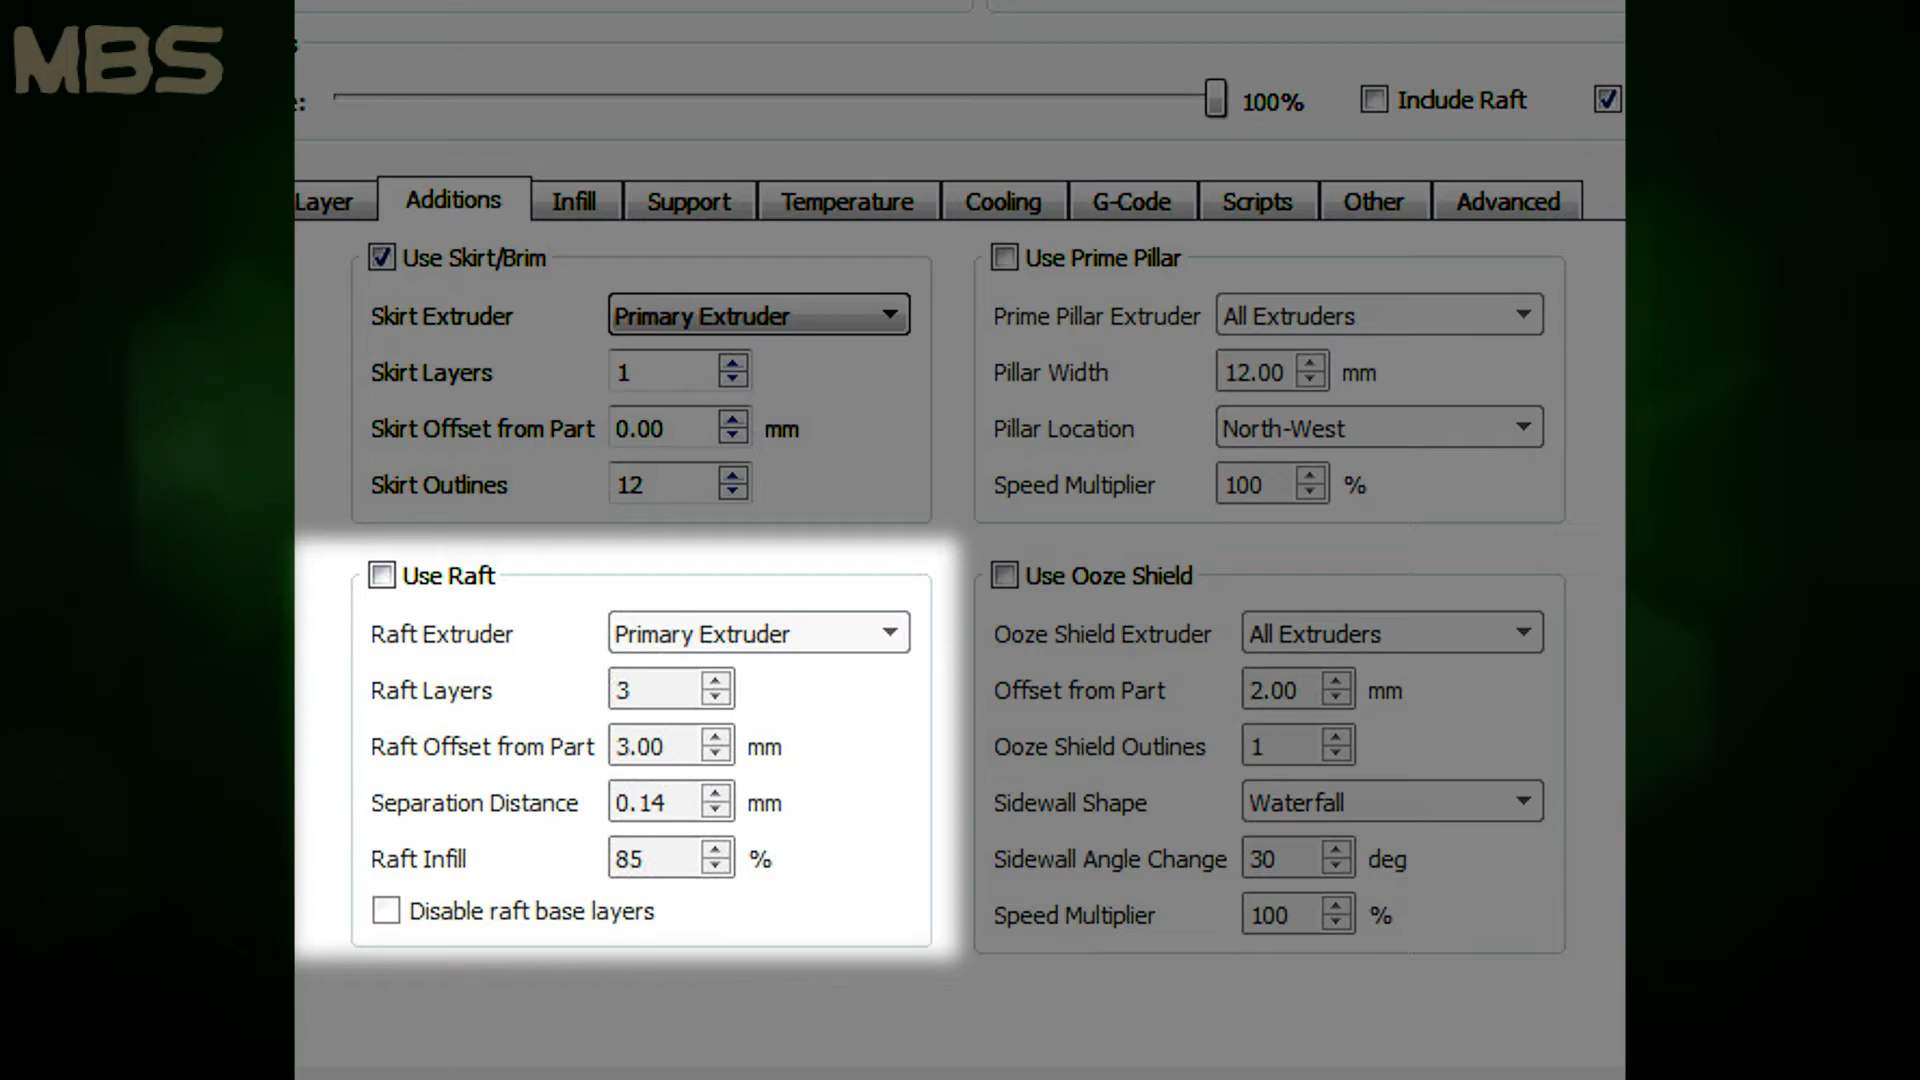 MBS
100%
Include Raft
Layer
Additions
Infill
Support
Temperature
Cooling
G-Code
Scripts
Other
Advanced
Use Skirt/Brim
Skirt Extruder Primary Extruder
Skirt Layers 1
Skirt Offset from Part 0.00 mm
Skirt Outlines 12
Use Prime Pillar
Prime Pillar Extruder All Extruders
Pillar Width 12.00 mm
Pillar Location North-West
Speed Multiplier 100 %
Use Raft
Raft Extruder Primary Extruder
Raft Layers 3
Raft Offset from Part 3.00 mm
Separation Distance 0.14 mm
Raft Infill 85 %
Disable raft base layers
Use Ooze Shield
Ooze Shield Extruder All Extruders
Offset from Part 2.00 mm
Ooze Shield Outlines 1
Sidewall Shape Waterfall
Sidewall Angle Change 30 deg
Speed Multiplier 100 %